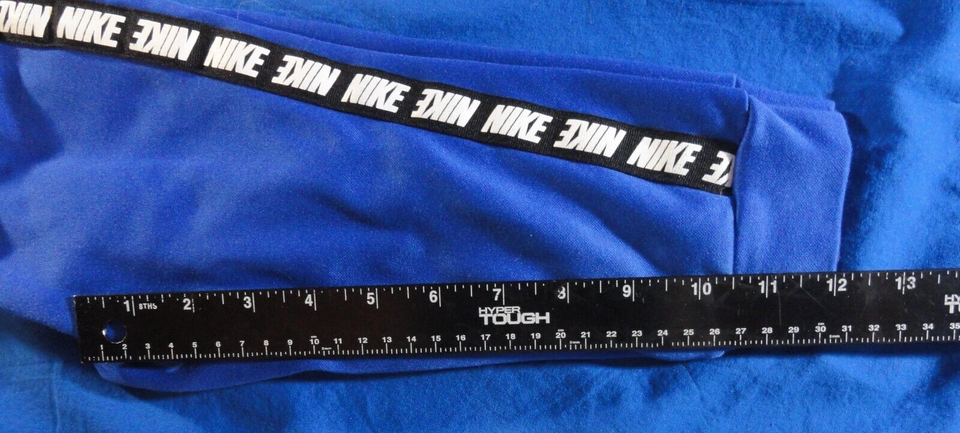 NIKE NIKE NIKE NIKE NIKE NIKE NIKE NIKE NIKE
1 8THS 2 3 4 5 6 7 8 9 10 11 12 13
HYPER
TOUGH
1 2 3 4 5 6 7 8 9 10 11 12 13 14 15 16 17 18 19 20 21 22 23 24 25 26 27 28 29 30 31 32 33 34 35